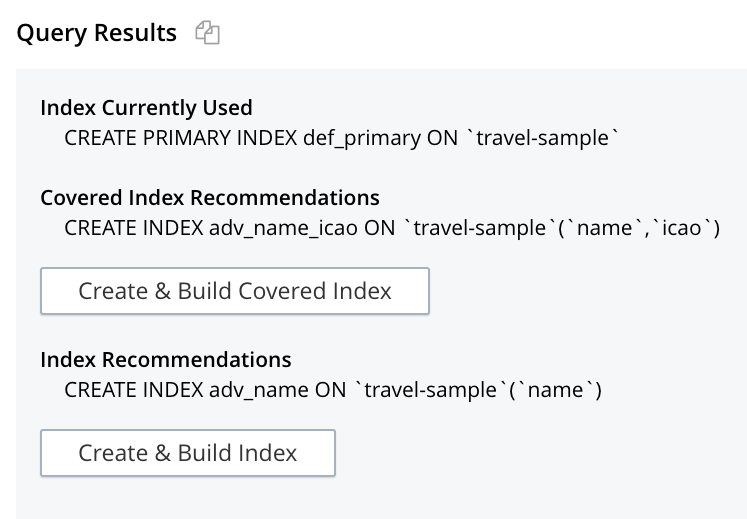 Query Results
Index Currently Used
CREATE PRIMARY INDEX def_primary ON `travel-sample`
Covered Index Recommendations
CREATE INDEX adv_name_icao ON `travel-sample`(`name`,`icao`)
Create & Build Covered Index
Index Recommendations
CREATE INDEX adv_name ON `travel-sample`(`name`)
Create & Build Index